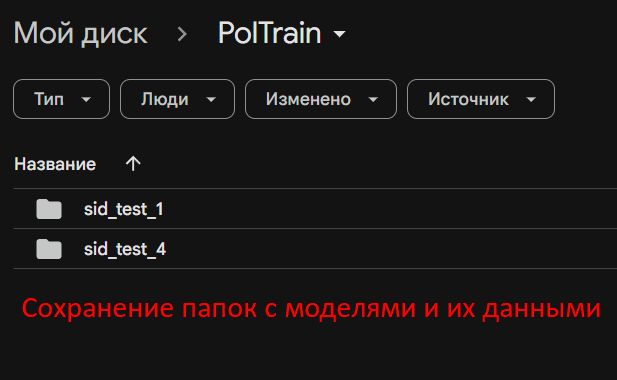 Мой диск > PolTrain
Тип Люди Изменено Источник
Название ↑
sid_test_1
sid_test_4
Сохранение папок с моделями и их данными